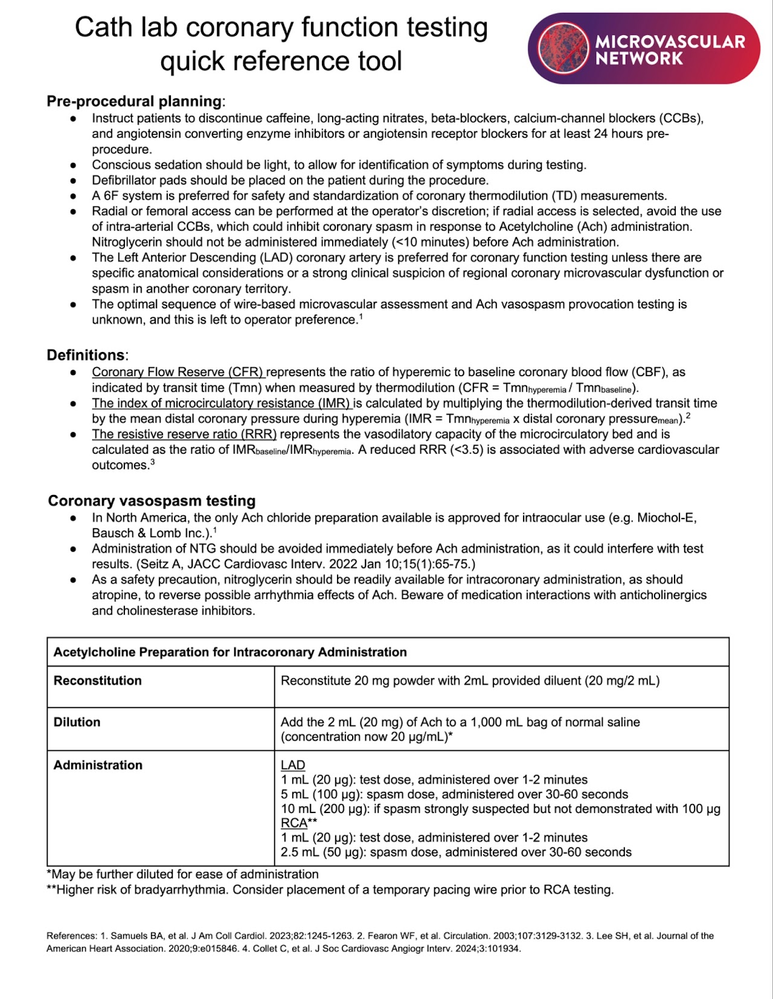 Cath lab coronary function testing
quick reference tool
MICROVASCULAR
NETWORK
Pre-procedural planning:
● Instruct patients to discontinue caffeine, long-acting nitrates, beta-blockers, calcium-channel blockers (CCBs),
and angiotensin converting enzyme inhibitors or angiotensin receptor blockers for at least 24 hours pre-
procedure.
● Conscious sedation should be light, to allow for identification of symptoms during testing.
● Defibrillator pads should be placed on the patient during the procedure.
● A 6F system is preferred for safety and standardization of coronary thermodilution (TD) measurements.
● Radial or femoral access can be performed at the operator's discretion; if radial access is selected, avoid the use
of intra-arterial CCBs, which could inhibit coronary spasm in response to Acetylcholine (Ach) administration.
Nitroglycerin should not be administered immediately (<10 minutes) before Ach administration.
● The Left Anterior Descending (LAD) coronary artery is preferred for coronary function testing unless there are
specific anatomical considerations or a strong clinical suspicion of regional coronary microvascular dysfunction or
spasm in another coronary territory.
● The optimal sequence of wire-based microvascular assessment and Ach vasospasm provocation testing is
unknown, and this is left to operator preference.¹
Definitions:
● Coronary Flow Reserve (CFR) represents the ratio of hyperemic to baseline coronary blood flow (CBF), as
indicated by transit time (Tmn) when measured by thermodilution (CFR = Tmnhyperemia / Tmnbaseline).
● The index of microcirculatory resistance (IMR) is calculated by multiplying the thermodilution-derived transit time
by the mean distal coronary pressure during hyperemia (IMR = Tmnhyperemia x distal coronary pressuremean).²
● The resistive reserve ratio (RRR) represents the vasodilatory capacity of the microcirculatory bed and is
calculated as the ratio of IMRbaseline/IMRhyperemia. A reduced RRR (<3.5) is associated with adverse cardiovascular
outcomes.³
Coronary vasospasm testing
● In North America, the only Ach chloride preparation available is approved for intraocular use (e.g. Miochol-E,
Bausch & Lomb Inc.).¹
● Administration of NTG should be avoided immediately before Ach administration, as it could interfere with test
results. (Seitz A, JACC Cardiovasc Interv. 2022 Jan 10;15(1):65-75.)
● As a safety precaution, nitroglycerin should be readily available for intracoronary administration, as should
atropine, to reverse possible arrhythmia effects of Ach. Beware of medication interactions with anticholinergics
and cholinesterase inhibitors.
Acetylcholine Preparation for Intracoronary Administration
Reconstitution
Reconstitute 20 mg powder with 2mL provided diluent (20 mg/2 mL)
Dilution
Add the 2 mL (20 mg) of Ach to a 1,000 mL bag of normal saline
(concentration now 20 µg/mL)*
Administration
LAD
1 mL (20 µg): test dose, administered over 1-2 minutes
5 mL (100 µg): spasm dose, administered over 30-60 seconds
10 mL (200 µg): if spasm strongly suspected but not demonstrated with 100 µg
RCA**
1 mL (20 µg): test dose, administered over 1-2 minutes
2.5 mL (50 µg): spasm dose, administered over 30-60 seconds
*May be further diluted for ease of administration
**Higher risk of bradyarrhythmia. Consider placement of a temporary pacing wire prior to RCA testing.
References: 1. Samuels BA, et al. J Am Coll Cardiol. 2023;82:1245-1263. 2. Fearon WF, et al. Circulation. 2003;107:3129-3132. 3. Lee SH, et al. Journal of the
American Heart Association. 2020;9:e015846. 4. Collet C, et al. J Soc Cardiovasc Angiogr Interv. 2024;3:101934.